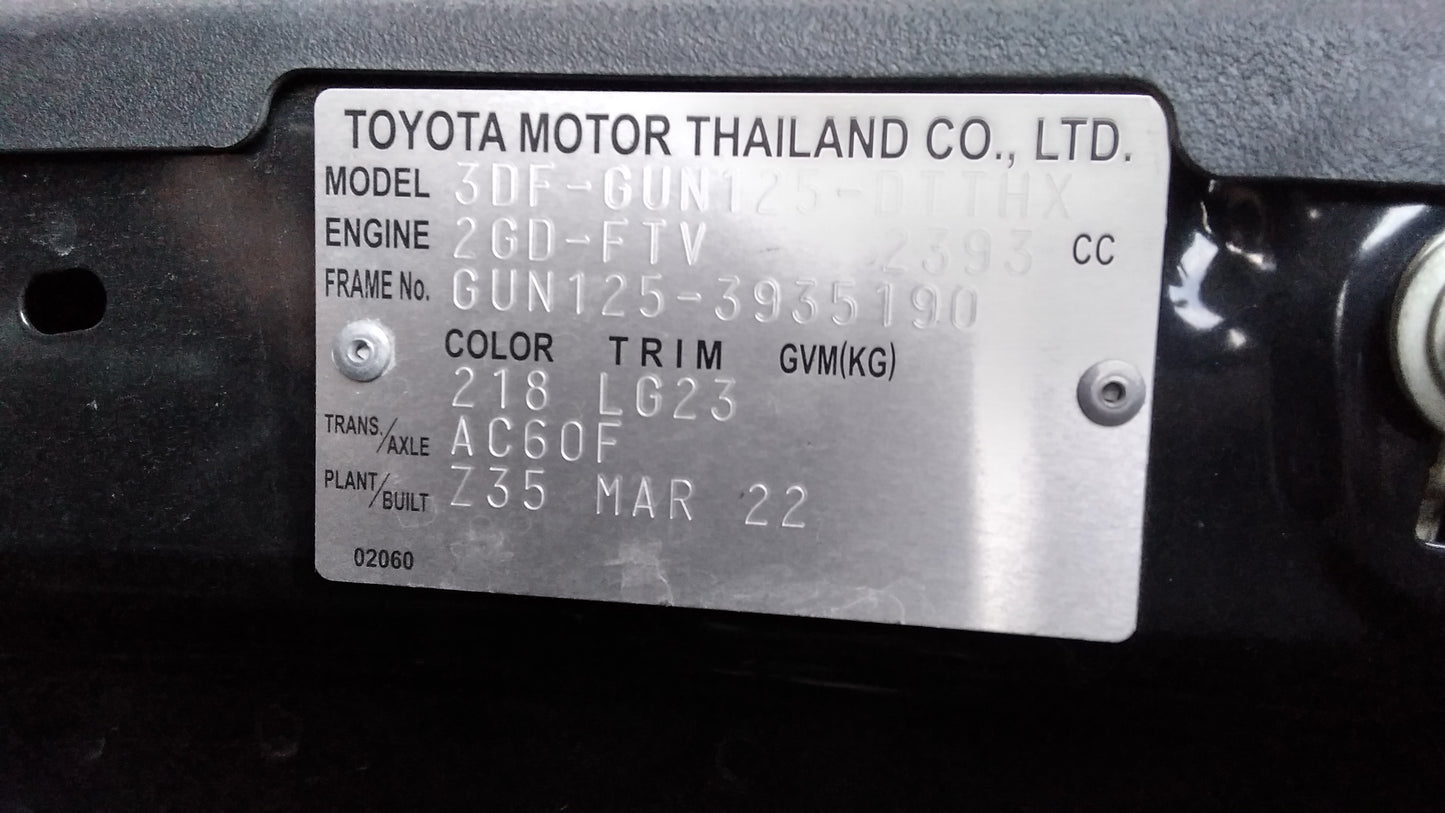 TOYOTA MOTOR THAILAND CO., LTD.
MODEL 3DF-GUN125-DTTHX
ENGINE 2GD-FTV 2393 CC
FRAME No. GUN125-3935190
COLOR TRIM GVM(KG)
218 LG23
TRANS./AXLE AC60F
PLANT/BUILT Z35 MAR 22
02060